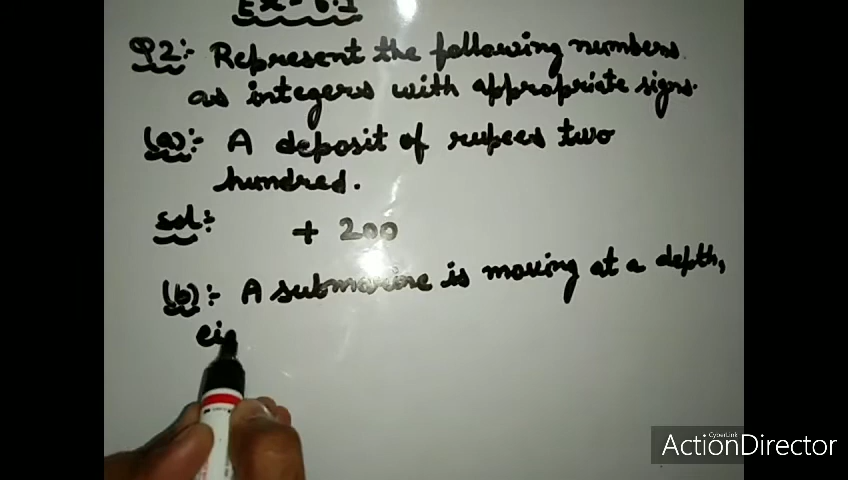 Ex - 6.1
Q2:- Represent the following numbers
as integers with appropriate signs.
(a):- A deposit of rupees two
hundred.
sol:- + 200
(b):- A submarine is moving at a depth,
CyberLink
ActionDirector